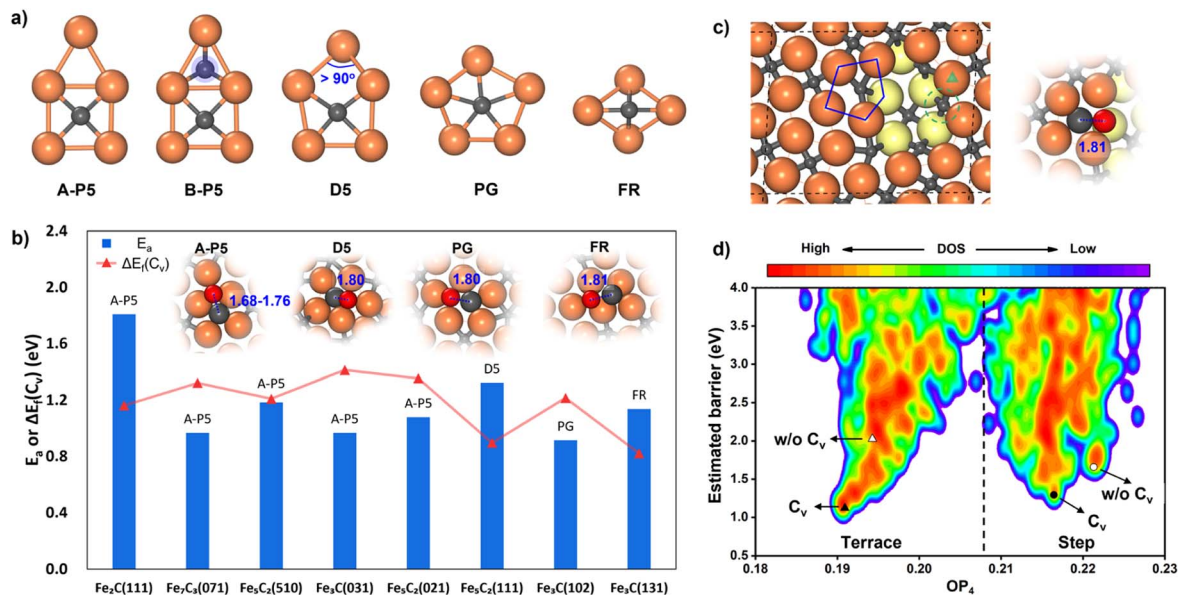 a)
> 90°
A-P5 B-P5 D5 PG FR
b)
2.4
2.0
1.6
1.2
0.8
0.4
0.0
Eₐ or ΔE_f(Cᵥ) (eV)
Eₐ
ΔE_f(Cᵥ)
A-P5 D5 PG FR
1.68-1.76 1.80 1.80 1.81
A-P5 A-P5 A-P5 A-P5 A-P5 D5 PG FR
Fe₂C(111) Fe₇C₃(071) Fe₅C₂(510) Fe₃C(031) Fe₅C₂(021) Fe₅C₂(111) Fe₃C(102) Fe₃C(131)
c)
1.81
d)
High DOS Low
4.0
3.5
3.0
2.5
2.0
1.5
1.0
0.5
Estimated barrier (eV)
w/o Cᵥ
Cᵥ
w/o Cᵥ
Cᵥ
Terrace Step
0.18 0.19 0.20 0.21 0.22 0.23
OP₄